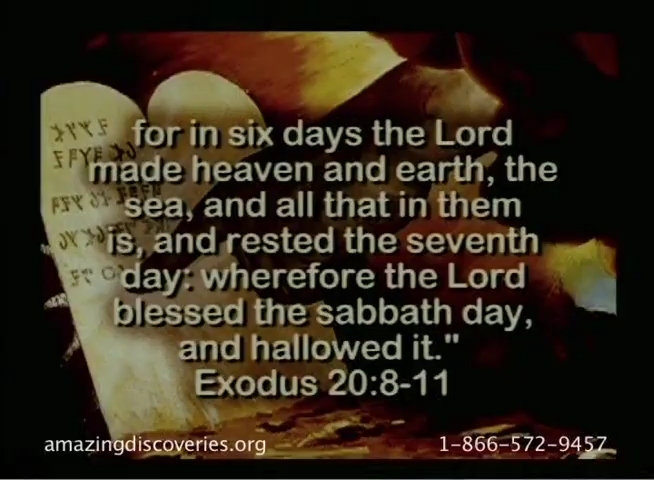 for in six days the Lord
made heaven and earth, the
sea, and all that in them
is, and rested the seventh
day: wherefore the Lord
blessed the sabbath day,
and hallowed it."
Exodus 20:8-11
amazingdiscoveries.org
1-866-572-9457